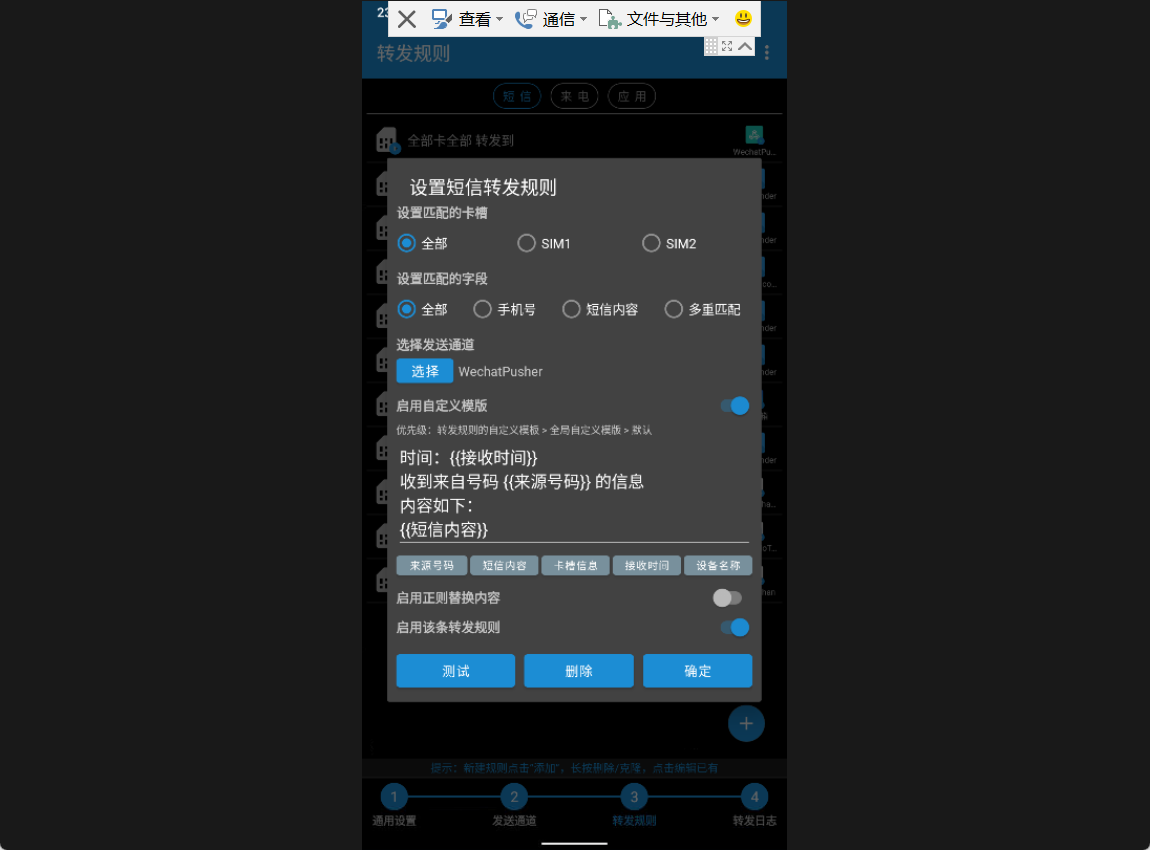 23
查看
通信
文件与其他
转发规则
短信
来电
应用
全部卡全部 转发到
WechatPu...
设置短信转发规则
设置匹配的卡槽
全部
SIM1
SIM2
设置匹配的字段
全部
手机号
短信内容
多重匹配
选择发送通道
选择
WechatPusher
启用自定义模版
优先级：转发规则的自定义模板 > 全局自定义模版 > 默认
时间：{{接收时间}}
收到来自号码 {{来源号码}} 的信息
内容如下：
{{短信内容}}
来源号码
短信内容
卡槽信息
接收时间
设备名称
启用正则替换内容
启用该条转发规则
测试
删除
确定
提示：新建规则点击"添加"，长按删除/克隆，点击编辑已有
1
2
3
4
通用设置
发送通道
转发规则
转发日志